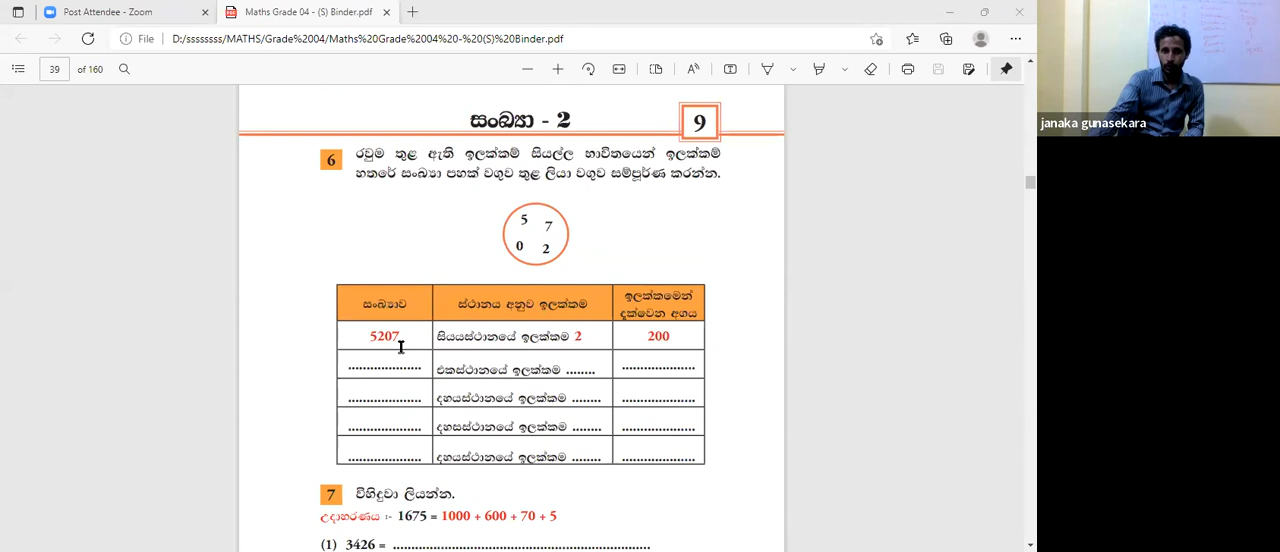 Post Attendee - Zoom
Maths Grade 04 - (S) Binder.pdf
File
D:/ssssssss/MATHS/Grade%2004/Maths%20Grade%2004%20-%20(S)%20Binder.pdf
39 of 160
janaka gunasekara
සංඛ්‍යා - 2
9
6 රවුම තුළ ඇති ඉලක්කම් සියල්ල භාවිතයෙන් ඉලක්කම්
හතරේ සංඛ්‍යා පහක් වගුව තුළ ලියා වගුව සම්පූර්ණ කරන්න.
5 7
0 2
සංඛ්‍යාව ස්ථානය අනුව ඉලක්කම ඉලක්කමෙන් දැක්වෙන අගය
5207 සියයස්ථානයේ ඉලක්කම 2 200
.................... එකස්ථානයේ ඉලක්කම ........ ....................
.................... දහයස්ථානයේ ඉලක්කම ........ ....................
.................... දහසස්ථානයේ ඉලක්කම ........ ....................
.................... දහයස්ථානයේ ඉලක්කම ........ ....................
7 විහිදුවා ලියන්න.
උදාහරණය :- 1675 = 1000 + 600 + 70 + 5
(1) 3426 = ......................................................................